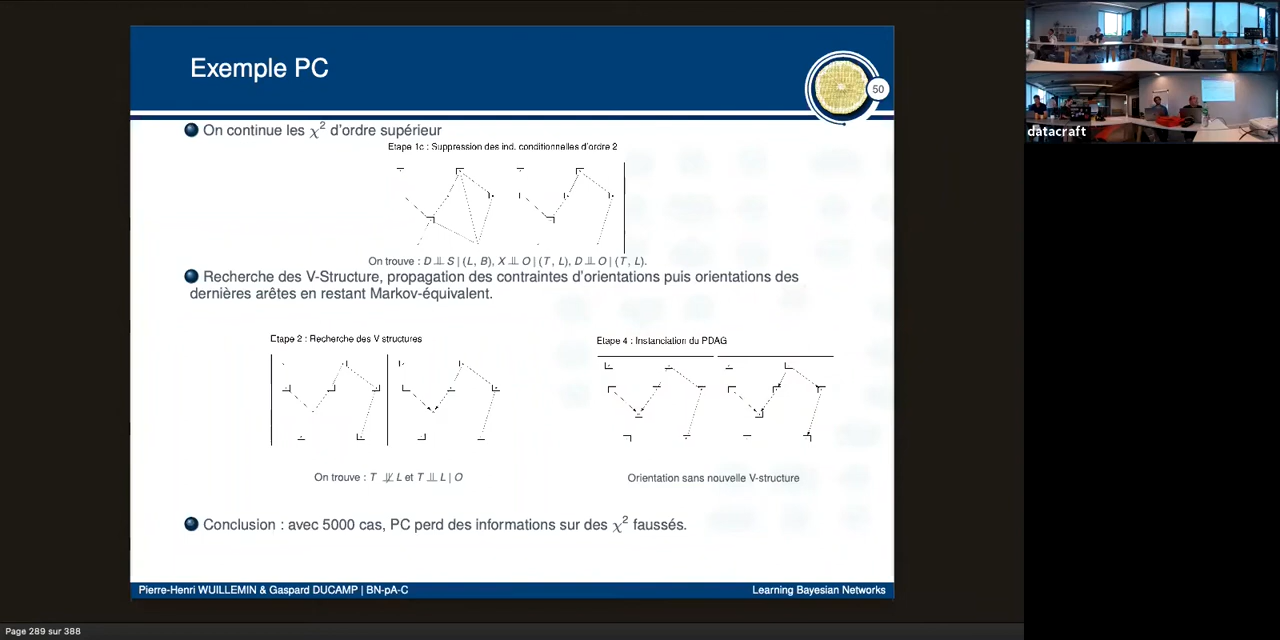 Exemple PC
50
datacraft
On continue les χ² d'ordre supérieur
Etape 1c : Suppression des ind. conditionnelles d'ordre 2
On trouve : D ⊥⊥ S | (L, B), X ⊥⊥ O | (T, L), D ⊥⊥ O | (T, L).
Recherche des V-Structure, propagation des contraintes d'orientations puis orientations des
dernières arêtes en restant Markov-équivalent.
Etape 2 : Recherche des V structures
Etape 4 : Instanciation du PDAG
On trouve : T ⊥̸⊥ L et T ⊥⊥ L | O
Orientation sans nouvelle V-structure
Conclusion : avec 5000 cas, PC perd des informations sur des χ² faussés.
Pierre-Henri WUILLEMIN & Gaspard DUCAMP | BN-pA-C
Learning Bayesian Networks
Page 289 sur 388